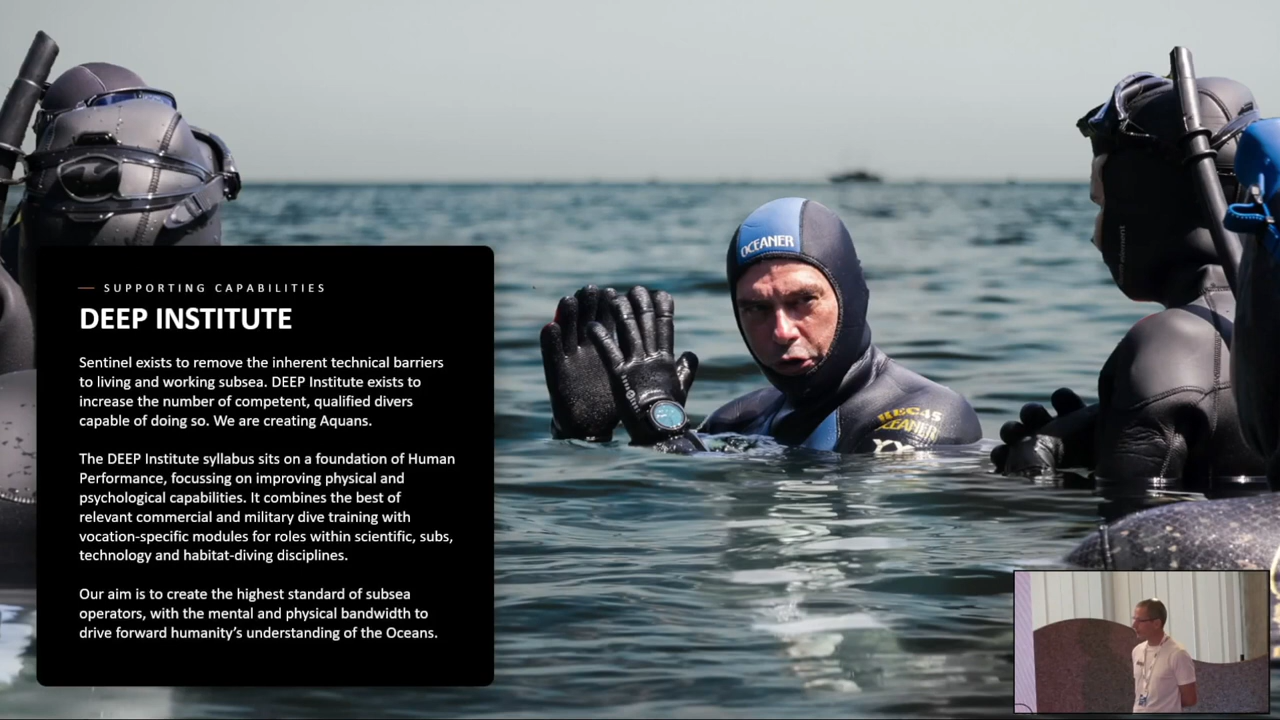 SUPPORTING CAPABILITIES
DEEP INSTITUTE
Sentinel exists to remove the inherent technical barriers
to living and working subsea. DEEP Institute exists to
increase the number of competent, qualified divers
capable of doing so. We are creating Aquans.
The DEEP Institute syllabus sits on a foundation of Human
Performance, focussing on improving physical and
psychological capabilities. It combines the best of
relevant commercial and military dive training with
vocation-specific modules for roles within scientific, subs,
technology and habitat-diving disciplines.
Our aim is to create the highest standard of subsea
operators, with the mental and physical bandwidth to
drive forward humanity’s understanding of the Oceans.
OCEANER